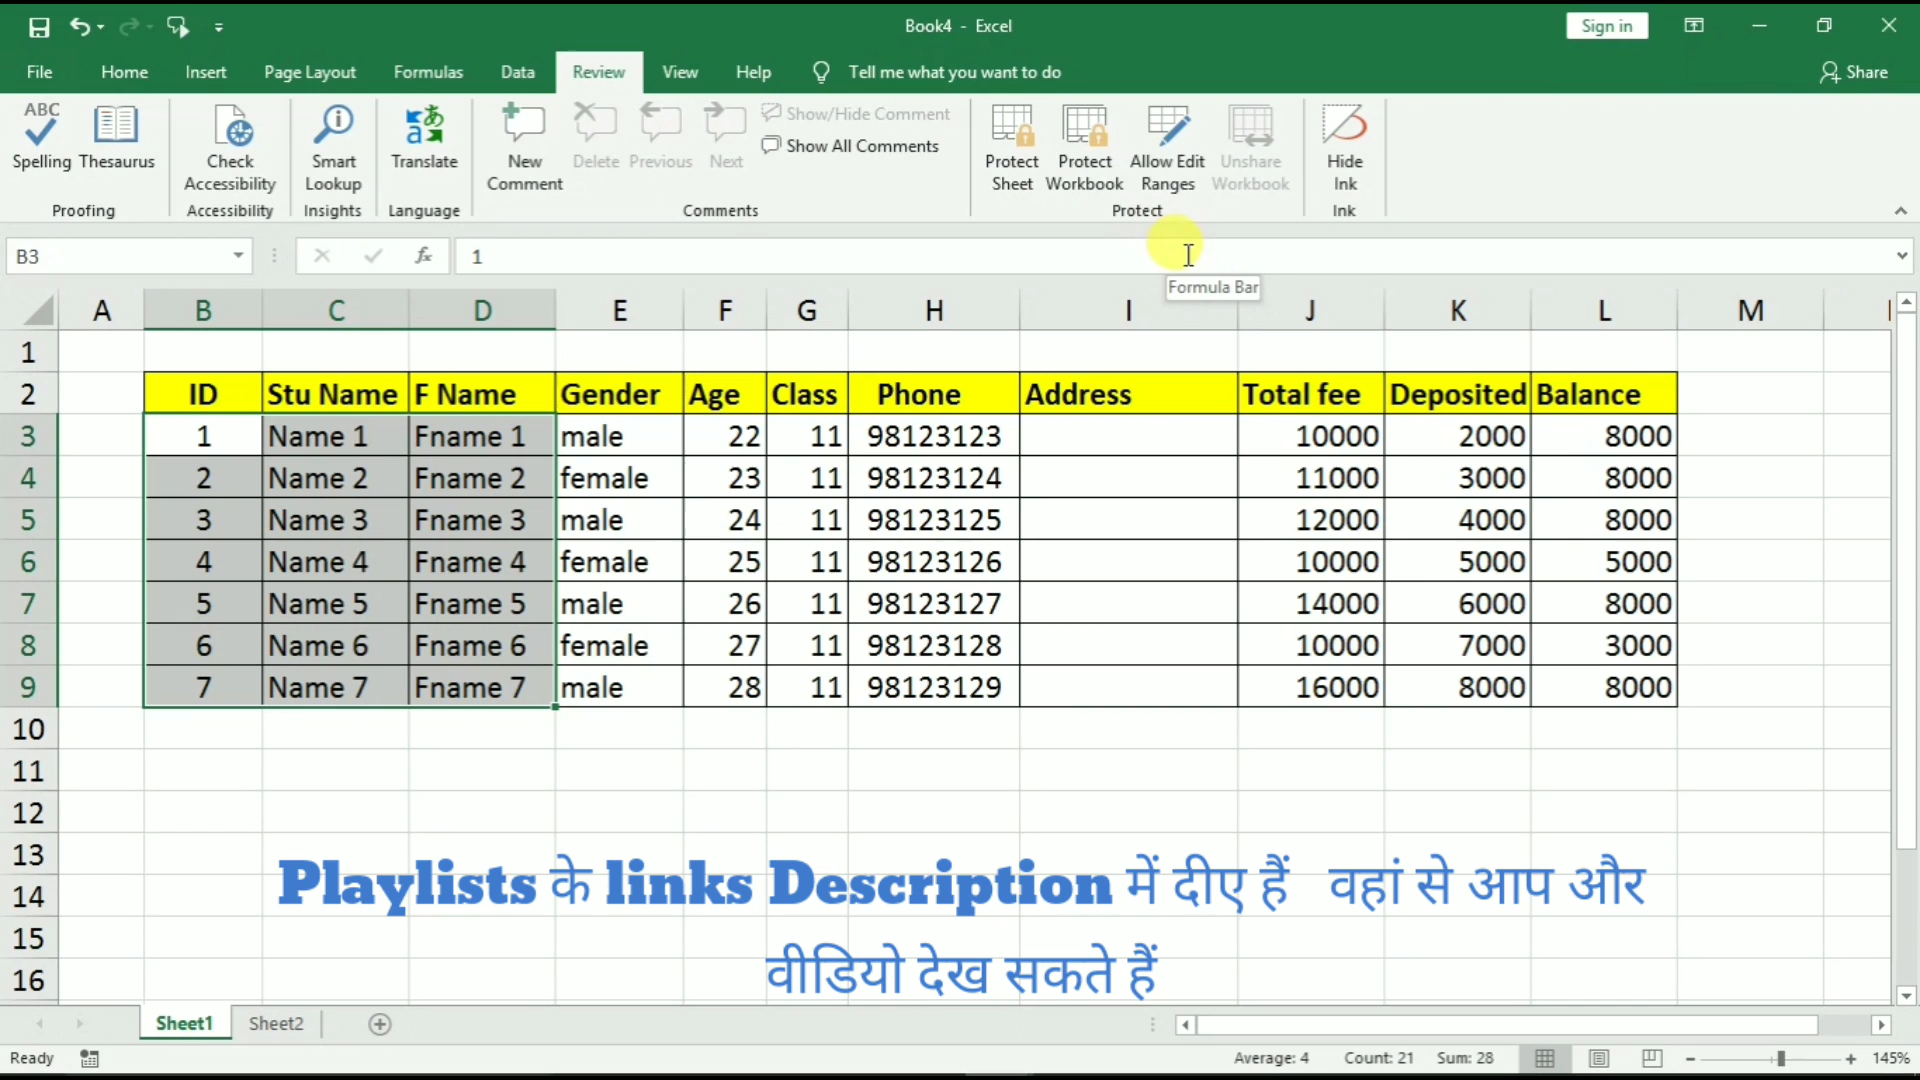 Book4 - Excel
Sign in
File Home Insert Page Layout Formulas Data Review View Help Tell me what you want to do Share
ABC
Spelling Thesaurus Check Accessibility Smart Lookup Translate New Comment Delete Previous Next Show/Hide Comment
Show All Comments
Protect Sheet Protect Workbook Allow Edit Ranges Unshare Workbook Hide Ink
Proofing Accessibility Insights Language Comments Protect Ink
B3 fx 1
Formula Bar
A B C D E F G H I J K L M
1
2 ID Stu Name F Name Gender Age Class Phone Address Total fee Deposited Balance
3 1 Name 1 Fname 1 male 22 11 98123123 10000 2000 8000
4 2 Name 2 Fname 2 female 23 11 98123124 11000 3000 8000
5 3 Name 3 Fname 3 male 24 11 98123125 12000 4000 8000
6 4 Name 4 Fname 4 female 25 11 98123126 10000 5000 5000
7 5 Name 5 Fname 5 male 26 11 98123127 14000 6000 8000
8 6 Name 6 Fname 6 female 27 11 98123128 10000 7000 3000
9 7 Name 7 Fname 7 male 28 11 98123129 16000 8000 8000
10
11
12
13
14
15
16
Playlists के links Description में दीए हैं वहां से आप और
वीडियो देख सकते हैं
Sheet1 Sheet2
Ready Average: 4 Count: 21 Sum: 28 145%